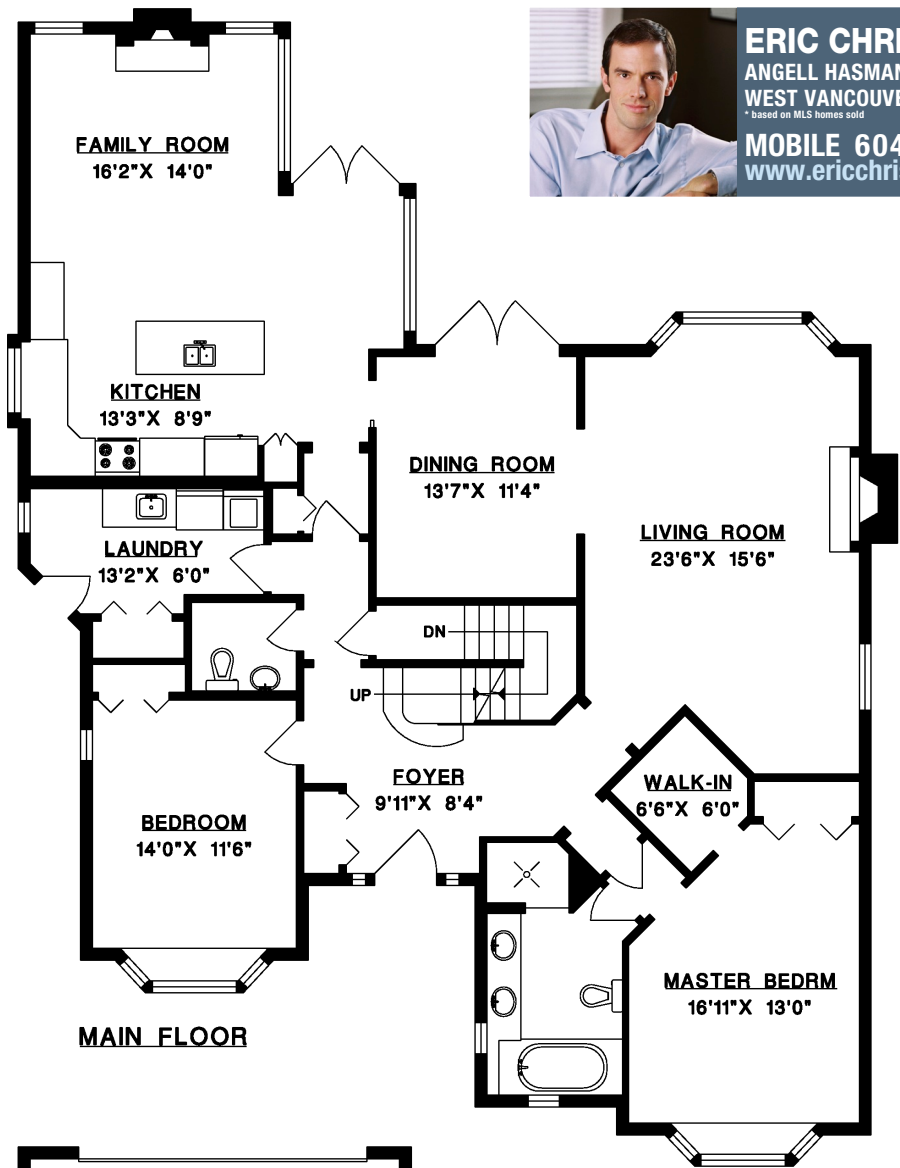 ERIC CHRI
ANGELL HASMAN
WEST VANCOUVE
* based on MLS homes sold
MOBILE 604
www.ericchris
FAMILY ROOM
16'2"X 14'0"
KITCHEN
13'3"X 8'9"
DINING ROOM
13'7"X 11'4"
LIVING ROOM
23'6"X 15'6"
LAUNDRY
13'2"X 6'0"
DN
UP
FOYER
9'11"X 8'4"
WALK-IN
6'6"X 6'0"
BEDROOM
14'0"X 11'6"
MASTER BEDRM
16'11"X 13'0"
MAIN FLOOR